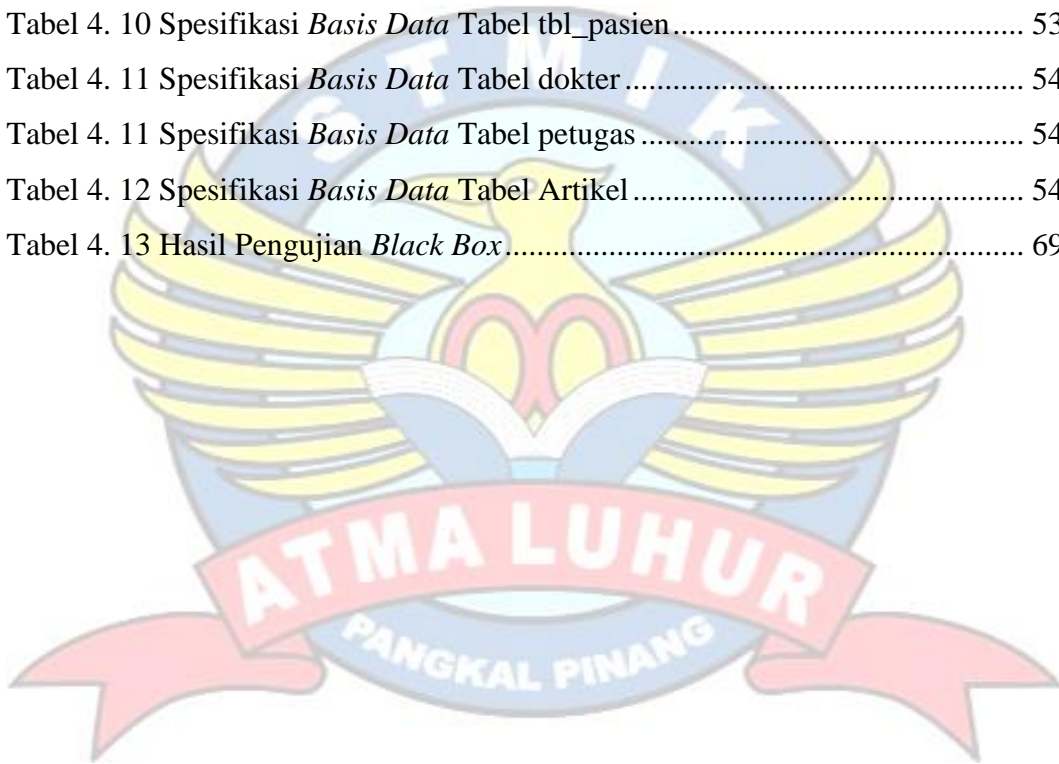 Tabel 4. 10 Spesifikasi Basis Data Tabel tbl_pasien..................................... 53
Tabel 4. 11 Spesifikasi Basis Data Tabel dokter ........................................... 54
Tabel 4. 11 Spesifikasi Basis Data Tabel petugas ......................................... 54
Tabel 4. 12 Spesifikasi Basis Data Tabel Artikel.......................................... 54
Tabel 4. 13 Hasil Pengujian Black Box........................................................ 69
STMIK
ATMA LUHUR
PANGKAL PINANG